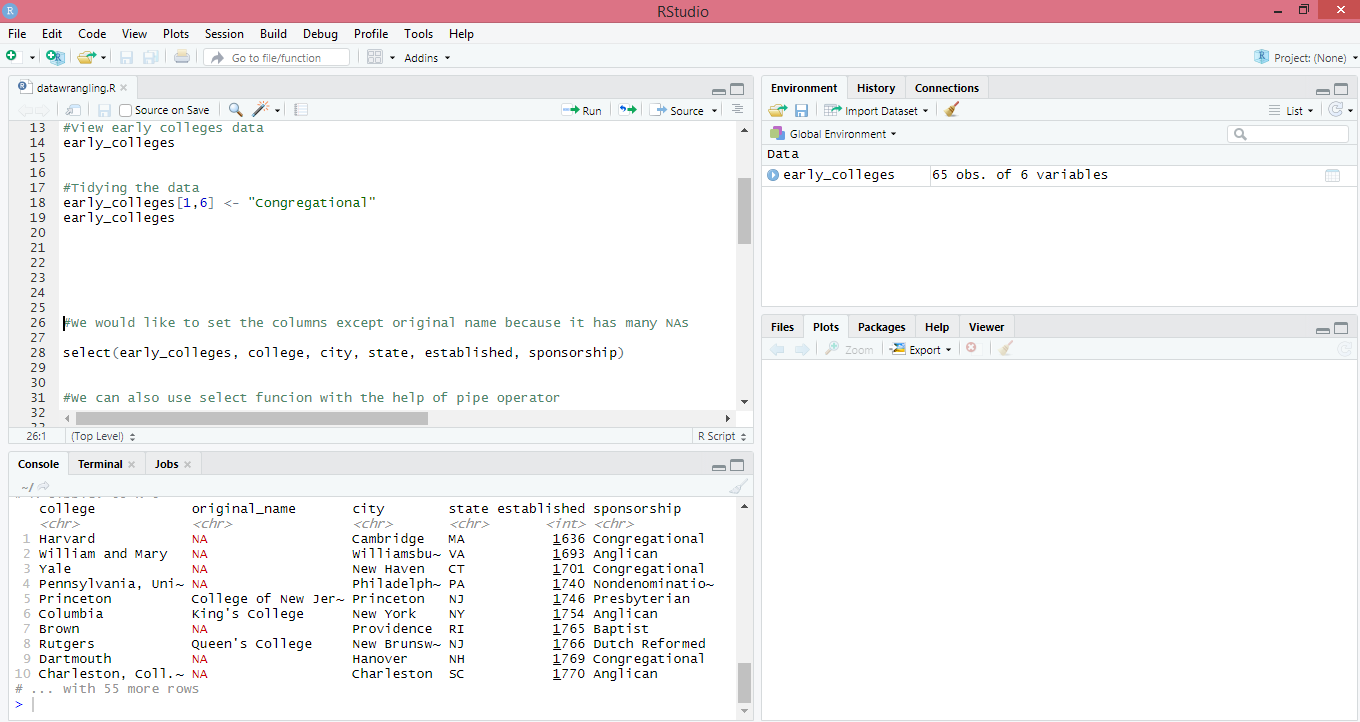 RStudio
File Edit Code View Plots Session Build Debug Profile Tools Help
Go to file/function Addins Project: (None)
datawrangling.R
Source on Save Run Source
13 #View early colleges data
14 early_colleges
15
16
17 #Tidying the data
18 early_colleges[1,6] <- "Congregational"
19 early_colleges
20
21
22
23
24
25
26 #We would like to set the columns except original name because it has many NAs
27
28 select(early_colleges, college, city, state, established, sponsorship)
29
30
31 #We can also use select funcion with the help of pipe operator
32
26:1 (Top Level) R Script
Console Terminal Jobs
~/
college original_name city state established sponsorship
<chr> <chr> <chr> <chr> <int> <chr>
1 Harvard NA Cambridge MA 1636 Congregational
2 William and Mary NA Williamsbu~ VA 1693 Anglican
3 Yale NA New Haven CT 1701 Congregational
4 Pennsylvania, Uni~ NA Philadelph~ PA 1740 Nondenominatio~
5 Princeton College of New Jer~ Princeton NJ 1746 Presbyterian
6 Columbia King's College New York NY 1754 Anglican
7 Brown NA Providence RI 1765 Baptist
8 Rutgers Queen's College New Brunsw~ NJ 1766 Dutch Reformed
9 Dartmouth NA Hanover NH 1769 Congregational
10 Charleston, Coll.~ NA Charleston SC 1770 Anglican
# ... with 55 more rows
>
Environment History Connections
Import Dataset List
Global Environment
Data
early_colleges 65 obs. of 6 variables
Files Plots Packages Help Viewer
Zoom Export